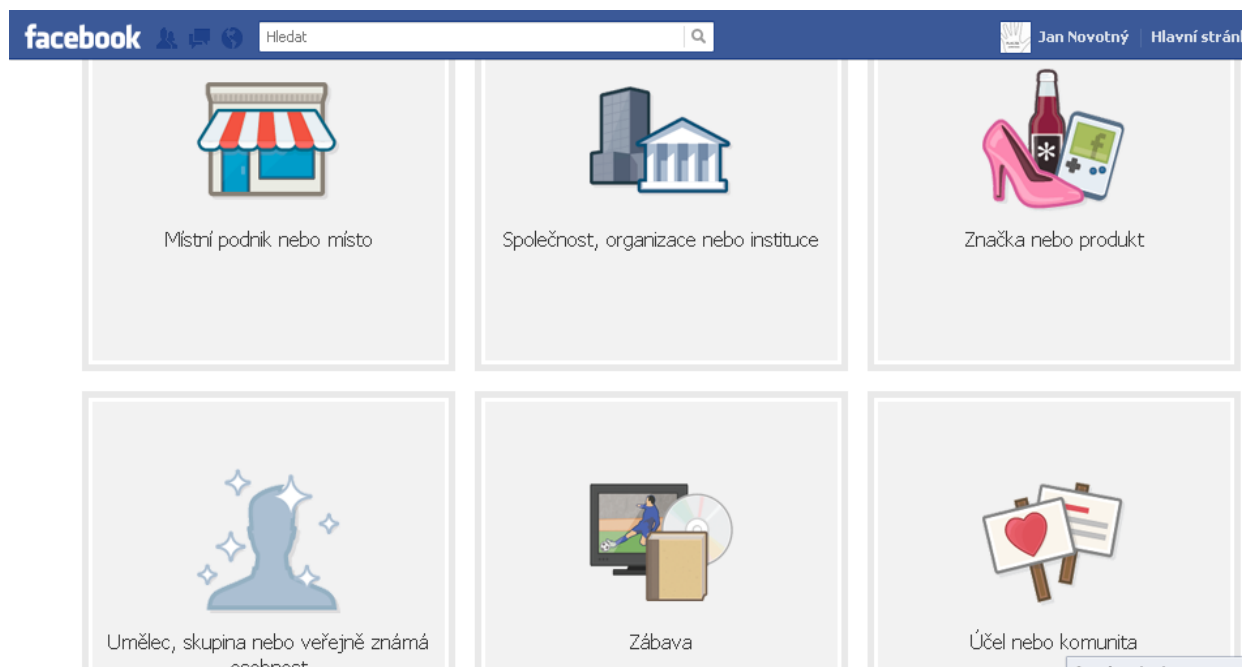 facebook
Hledat
Jan Novotný
Hlavní strán
Místní podnik nebo místo
Společnost, organizace nebo instituce
Značka nebo produkt
Umělec, skupina nebo veřejně známá
osobnost
Zábava
Účel nebo komunita